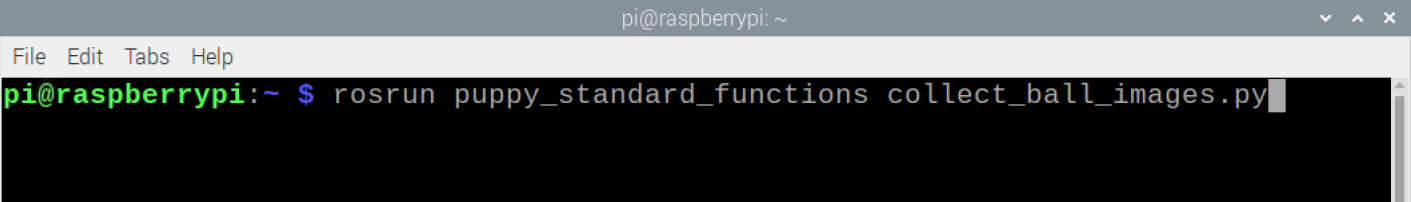 pi@raspberrypi: ~
File Edit Tabs Help
pi@raspberrypi:~ $ rosrun puppy_standard_functions collect_ball_images.py